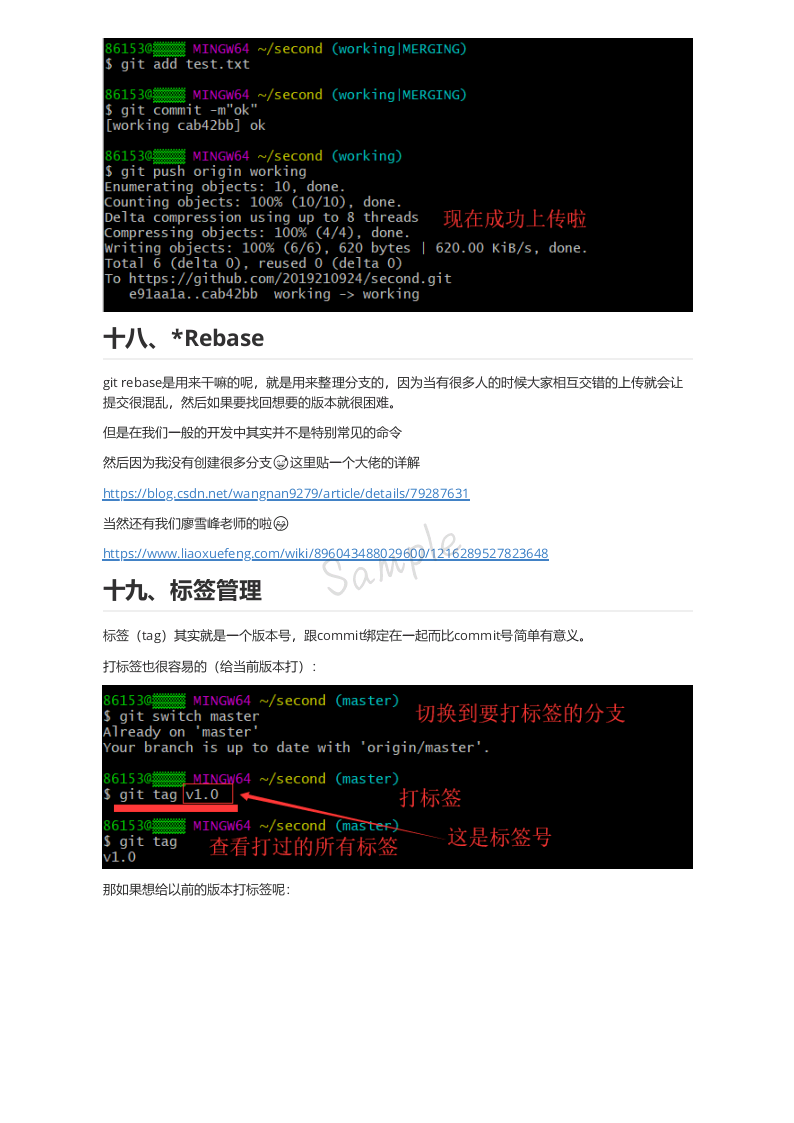 86153@ MINGW64 ~/second (working|MERGING)
$ git add test.txt
86153@ MINGW64 ~/second (working|MERGING)
$ git commit -m"ok"
[working cab42bb] ok
86153@ MINGW64 ~/second (working)
$ git push origin working
Enumerating objects: 10, done.
Counting objects: 100% (10/10), done.
Delta compression using up to 8 threads
现在成功上传啦
Compressing objects: 100% (4/4), done.
Writing objects: 100% (6/6), 620 bytes | 620.00 KiB/s, done.
Total 6 (delta 0), reused 0 (delta 0)
To https://github.com/2019210924/second.git
e91aa1a..cab42bb working -> working
十八、*Rebase
git rebase是用来干嘛的呢，就是用来整理分支的，因为当有很多人的时候大家相互交错的上传就会让
提交很混乱，然后如果要找回想要的版本就很困难。
但是在我们一般的开发中其实并不是特别常见的命令
然后因为我没有创建很多分支😅这里贴一个大佬的详解
https://blog.csdn.net/wangnan9279/article/details/79287631
当然还有我们廖雪峰老师的啦😄
https://www.liaoxuefeng.com/wiki/896043488029600/1216289527823648
Sample
十九、标签管理
标签（tag）其实就是一个版本号，跟commit绑定在一起而比commit号简单有意义。
打标签也很容易的（给当前版本打）：
86153@ MINGW64 ~/second (master)
$ git switch master
切换到要打标签的分支
Already on 'master'
Your branch is up to date with 'origin/master'.
86153@ MINGW64 ~/second (master)
$ git tag v1.0
打标签
86153@ MINGW64 ~/second (master)
这是标签号
$ git tag
查看打过的所有标签
v1.0
那如果想给以前的版本打标签呢：